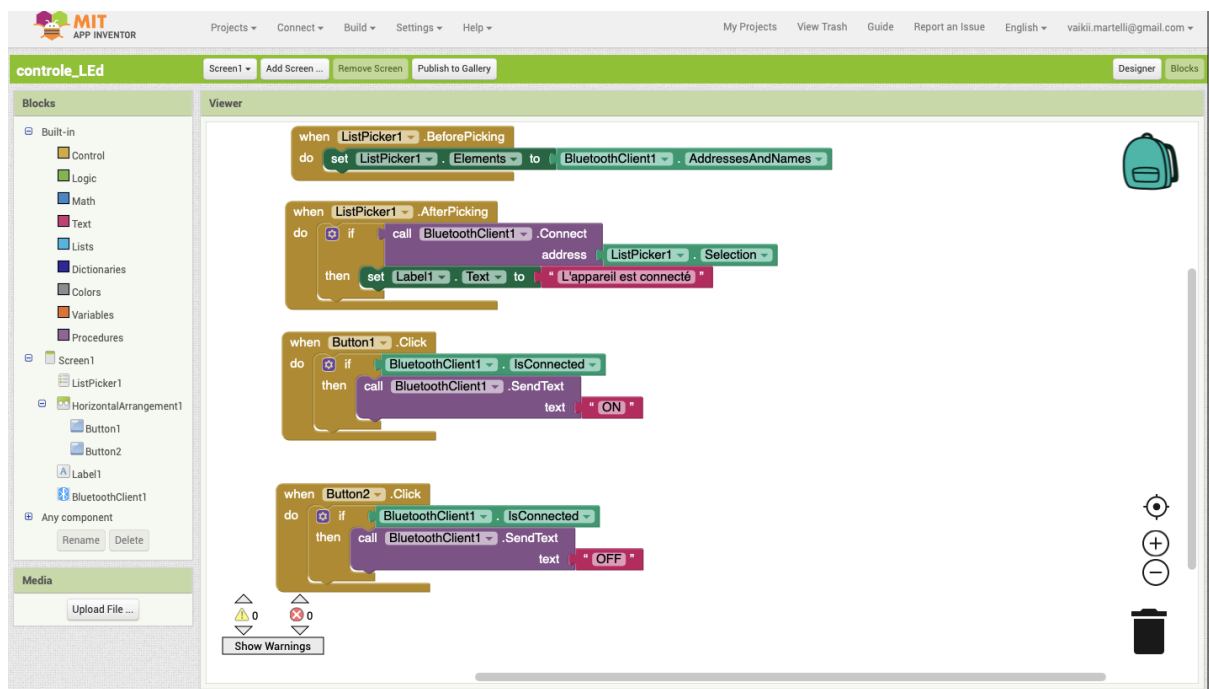 MIT
APP INVENTOR
Projects Connect Build Settings Help My Projects View Trash Guide Report an Issue English vaikii.martelli@gmail.com
controle_LEd Screen1 Add Screen ... Remove Screen Publish to Gallery Designer Blocks
Blocks
Built-in
Control
Logic
Math
Text
Lists
Dictionaries
Colors
Variables
Procedures
Screen1
ListPicker1
HorizontalArrangement1
Button1
Button2
Label1
BluetoothClient1
Any component
Rename Delete
Media
Upload File ...
Viewer
when ListPicker1 .BeforePicking
do set ListPicker1 . Elements to BluetoothClient1 . AddressesAndNames
when ListPicker1 .AfterPicking
do if call BluetoothClient1 .Connect
address ListPicker1 . Selection
then set Label1 . Text to " L'appareil est connecté "
when Button1 .Click
do if BluetoothClient1 . IsConnected
then call BluetoothClient1 .SendText
text " ON "
when Button2 .Click
do if BluetoothClient1 . IsConnected
then call BluetoothClient1 .SendText
text " OFF "
0 0
Show Warnings